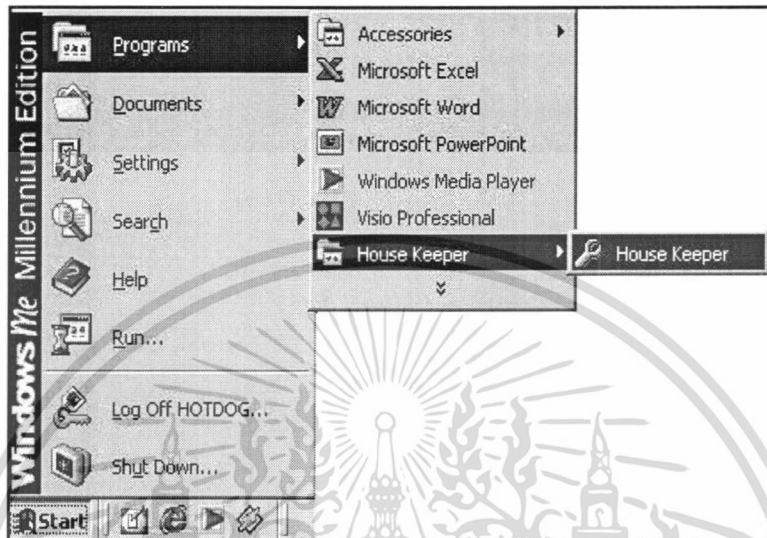 Windows Me Millennium Edition
Programs
Documents
Settings
Search
Help
Run...
Log Off HOTDOG...
Shut Down...
Start
Accessories
Microsoft Excel
Microsoft Word
Microsoft PowerPoint
Windows Media Player
Visio Professional
House Keeper
House Keeper